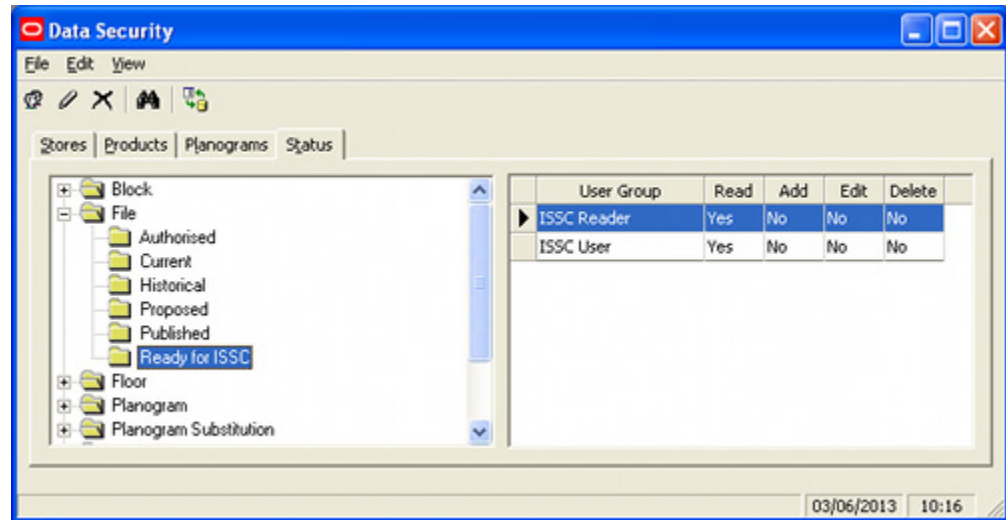 Data Security
File Edit View
Stores Products Planograms Status
Block
File
Authorised
Current
Historical
Proposed
Published
Ready for ISSC
Floor
Planogram
Planogram Substitution
User Group Read Add Edit Delete
ISSC Reader Yes No No No
ISSC User Yes No No No
03/06/2013 10:16